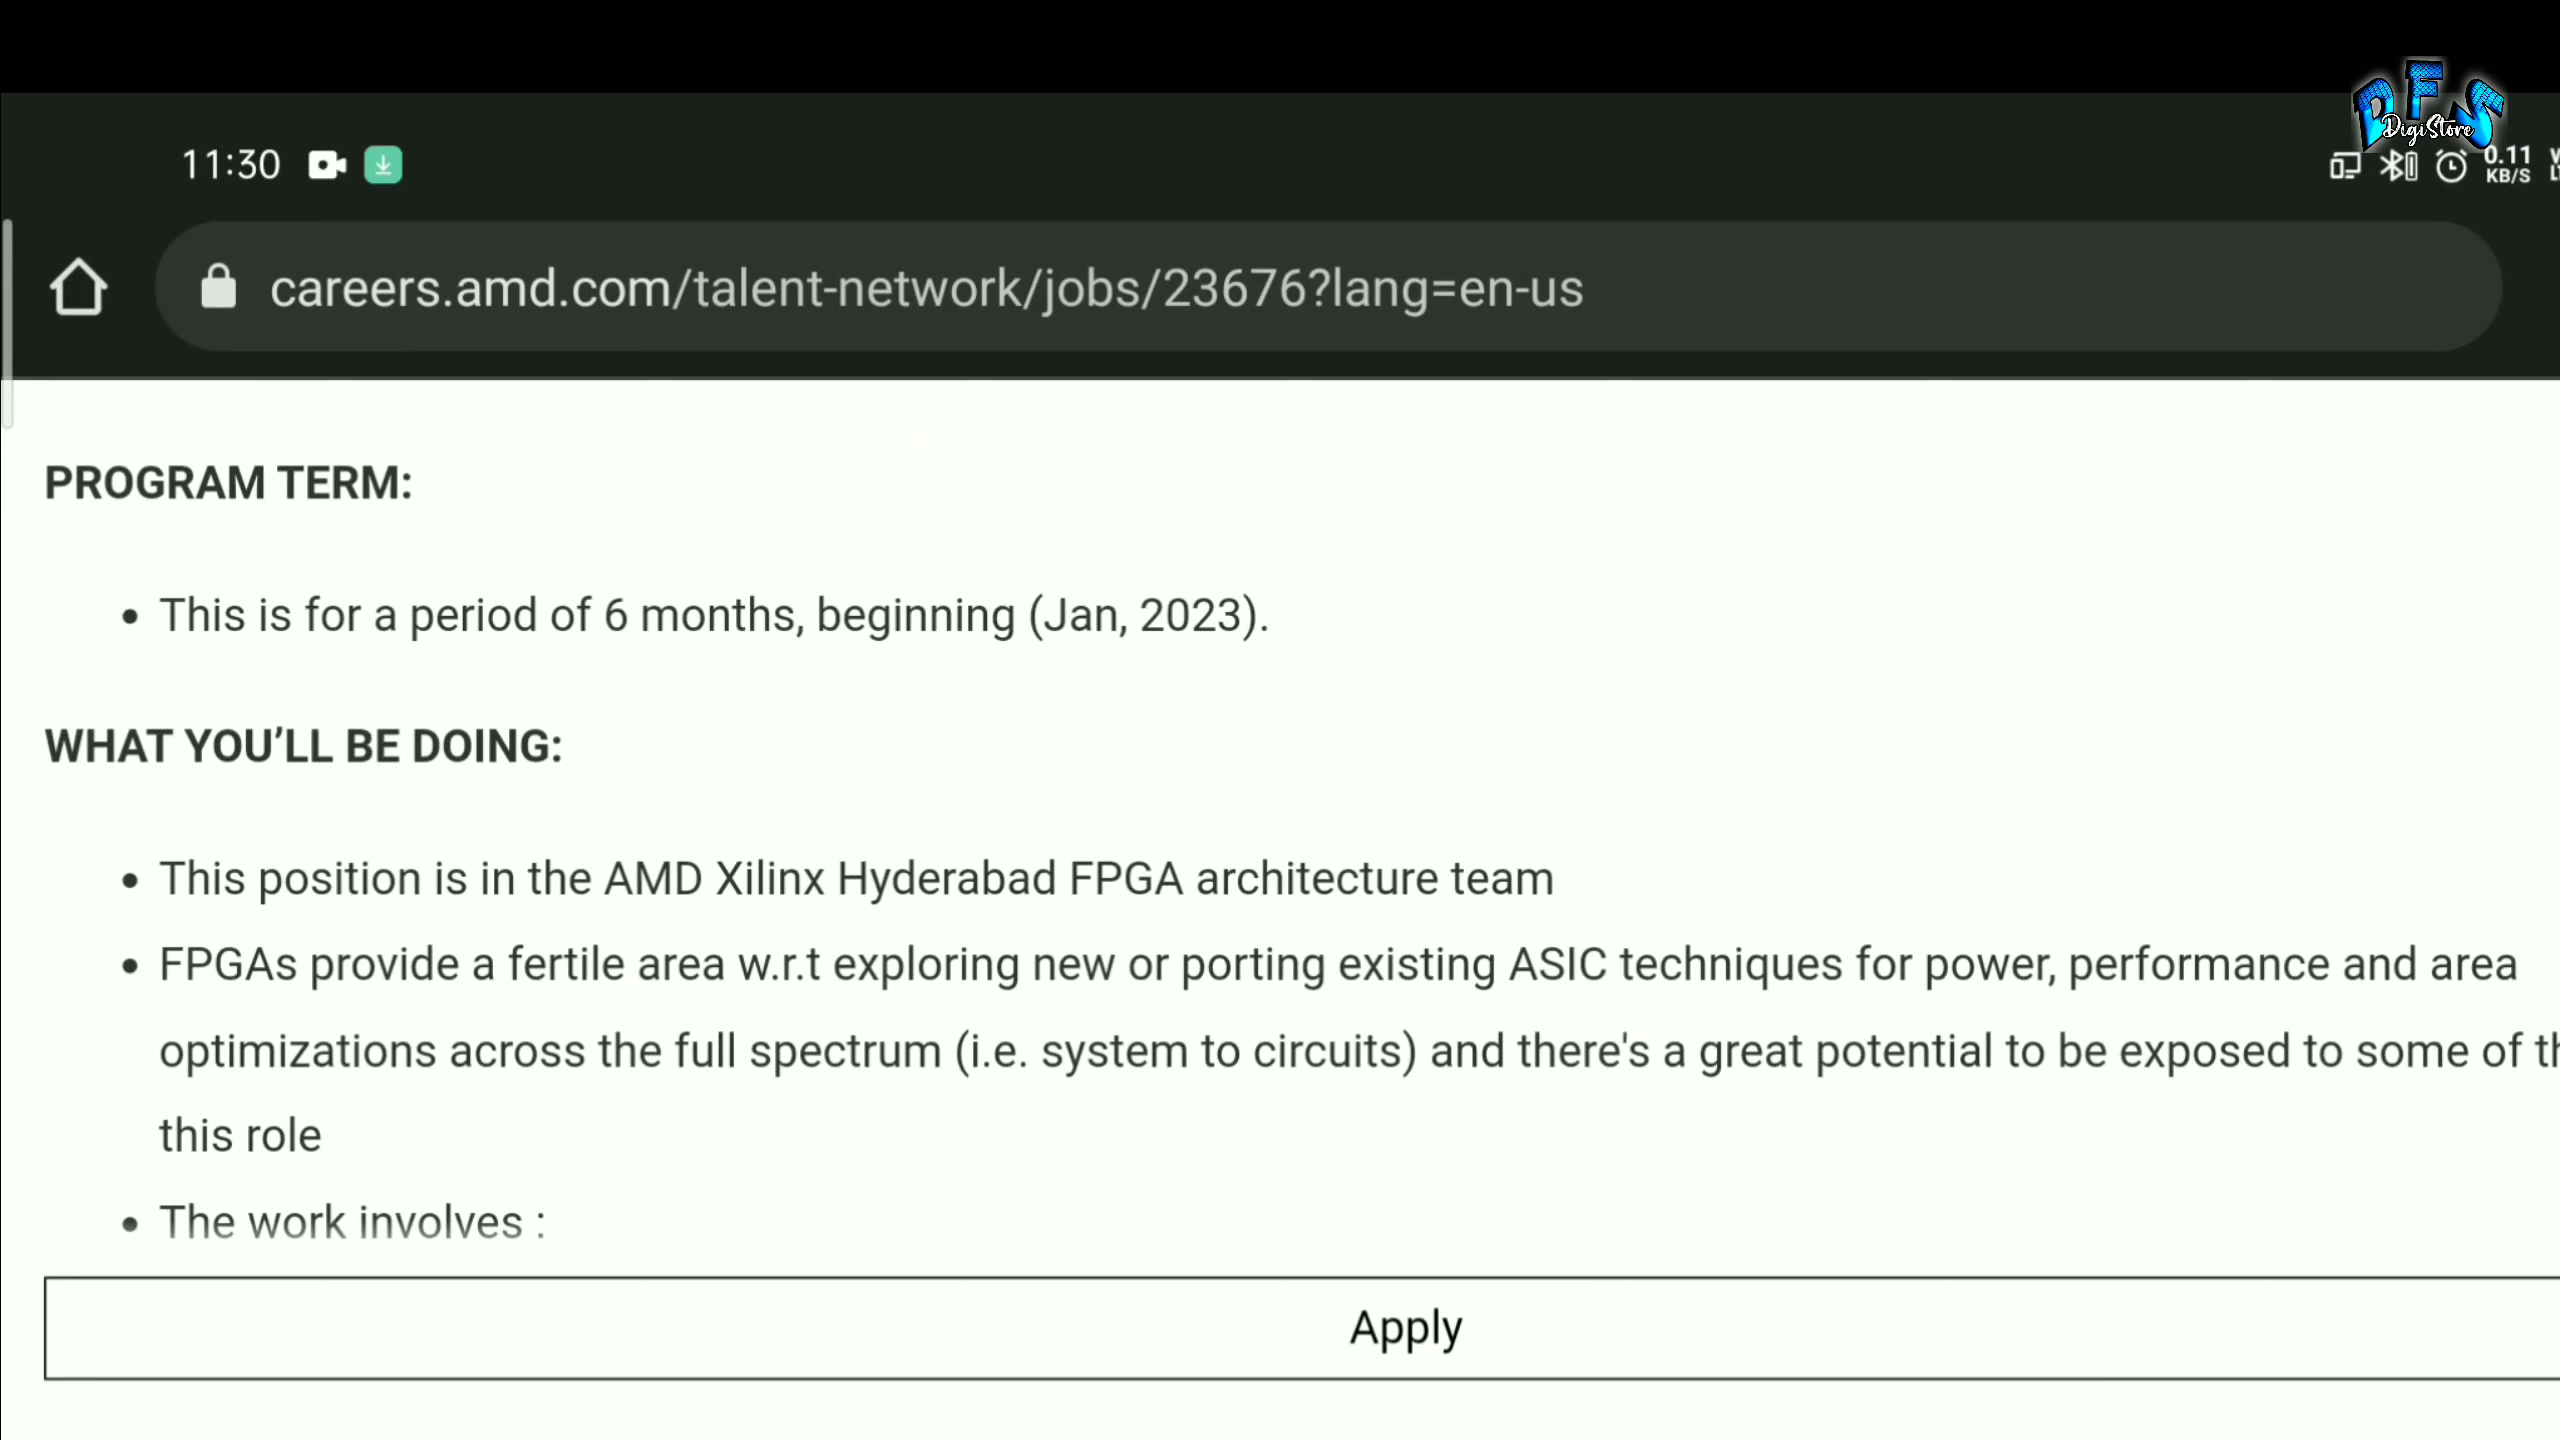 DFS
DigiStore
11:30
0.11
KB/S
careers.amd.com/talent-network/jobs/23676?lang=en-us
PROGRAM TERM:
• This is for a period of 6 months, beginning (Jan, 2023).
WHAT YOU’LL BE DOING:
• This position is in the AMD Xilinx Hyderabad FPGA architecture team
• FPGAs provide a fertile area w.r.t exploring new or porting existing ASIC techniques for power, performance and area
optimizations across the full spectrum (i.e. system to circuits) and there's a great potential to be exposed to some of
this role
• The work involves :
Apply